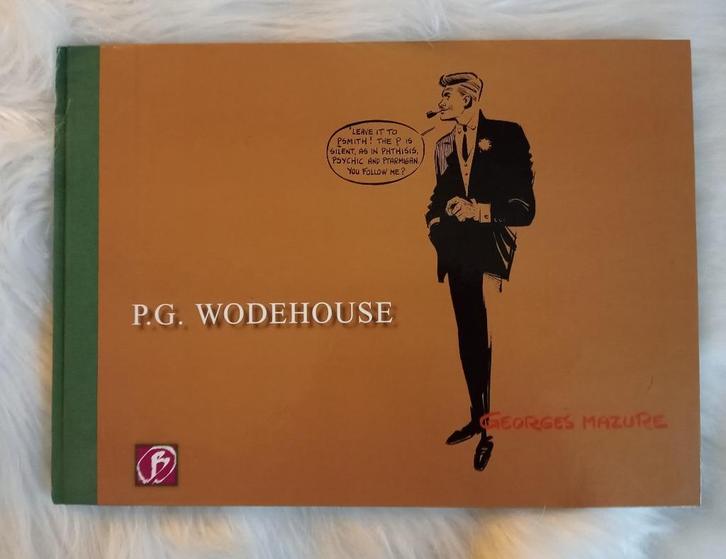 "LEAVE IT TO
PSMITH! THE P IS
SILENT, AS IN PHTHISIS,
PSYCHIC AND PTARMIGAN.
YOU FOLLOW ME?
P.G. WODEHOUSE
GEORGES MAZURE
B